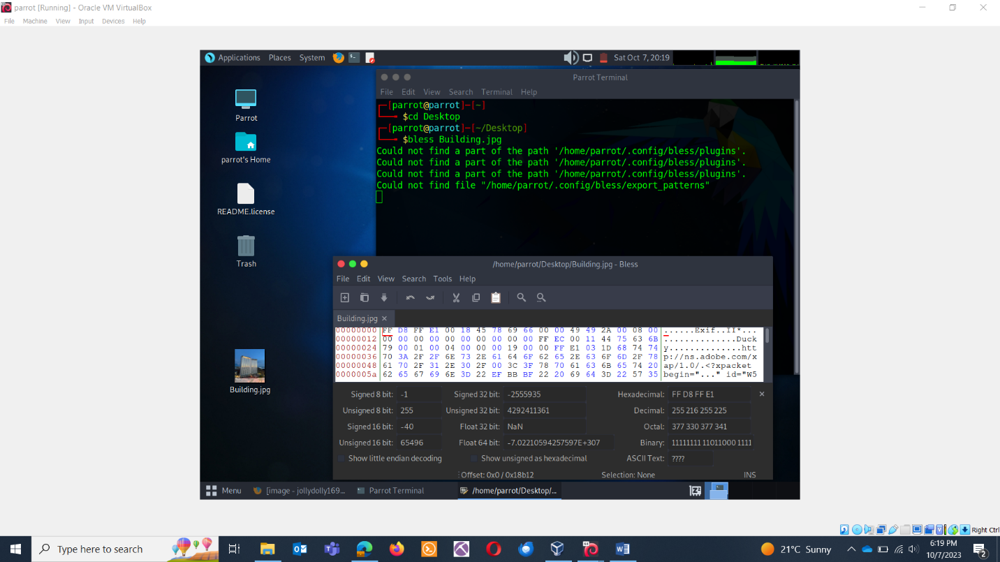 parrot [Running] - Oracle VM VirtualBox
File Machine View Input Devices Help
Applications Places System
Sat Oct 7, 20:19
Parrot
parrot's Home
README.license
Trash
Building.jpg
Parrot Terminal
File Edit View Search Terminal Help
[parrot@parrot]-[~]
$cd Desktop
[parrot@parrot]-[~/Desktop]
$bless Building.jpg
Could not find a part of the path '/home/parrot/.config/bless/plugins'.
Could not find a part of the path '/home/parrot/.config/bless/plugins'.
Could not find a part of the path '/home/parrot/.config/bless/plugins'.
Could not find file "/home/parrot/.config/bless/export_patterns"
/home/parrot/Desktop/Building.jpg - Bless
File Edit View Search Tools Help
Building.jpg ×
00000000 FF D8 FF E1 00 18 45 78 69 66 00 00 49 49 2A 00 08 00 ......Exif..II*...
00000012 00 00 00 00 00 00 00 00 00 00 FF EC 00 11 44 75 63 6B ..............Duck
00000024 79 00 01 00 04 00 00 00 19 00 00 FF E1 03 1D 68 74 74 y..............htt
00000036 70 3A 2F 2F 6E 73 2E 61 64 6F 62 65 2E 63 6F 6D 2F 78 p://ns.adobe.com/x
00000048 61 70 2F 31 2E 30 2F 00 3C 3F 78 70 61 63 6B 65 74 20 ap/1.0/.<?xpacket
0000005a 62 65 67 69 6E 3D 22 EF BB BF 22 20 69 64 3D 22 57 35 begin="..." id="W5
Signed 8 bit: -1 Signed 32 bit: -2555935 Hexadecimal: FF D8 FF E1 ×
Unsigned 8 bit: 255 Unsigned 32 bit: 4292411361 Decimal: 255 216 255 225
Signed 16 bit: -40 Float 32 bit: NaN Octal: 377 330 377 341
Unsigned 16 bit: 65496 Float 64 bit: -7.02210594257597E+307 Binary: 11111111 11011000 1111
Show little endian decoding Show unsigned as hexadecimal ASCII Text: ????
Offset: 0x0 / 0x18b12 Selection: None INS
Menu [image - jollydolly169... Parrot Terminal /home/parrot/Desktop/...
Right Ctrl
Type here to search
21°C Sunny
6:19 PM
10/7/2023
2